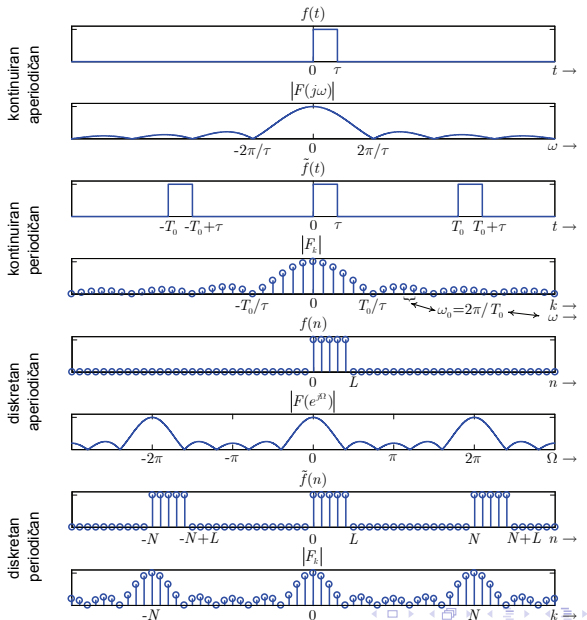 f(t)
kontinuiran
aperiodičan
0 τ t →
|F(jω)|
-2π/τ 0 2π/τ ω →
f̃(t)
kontinuiran
periodičan
-T₀ -T₀+τ 0 τ T₀ T₀+τ t →
|Fₖ|
-T₀/τ 0 T₀/τ k →
ω₀=2π/T₀ ω →
f(n)
diskretan
aperiodičan
0 L n →
|F(e^{jΩ})|
-2π -π 0 π 2π Ω →
f̃(n)
diskretan
periodičan
-N -N+L 0 L N N+L n →
|Fₖ|
-N 0 N k →